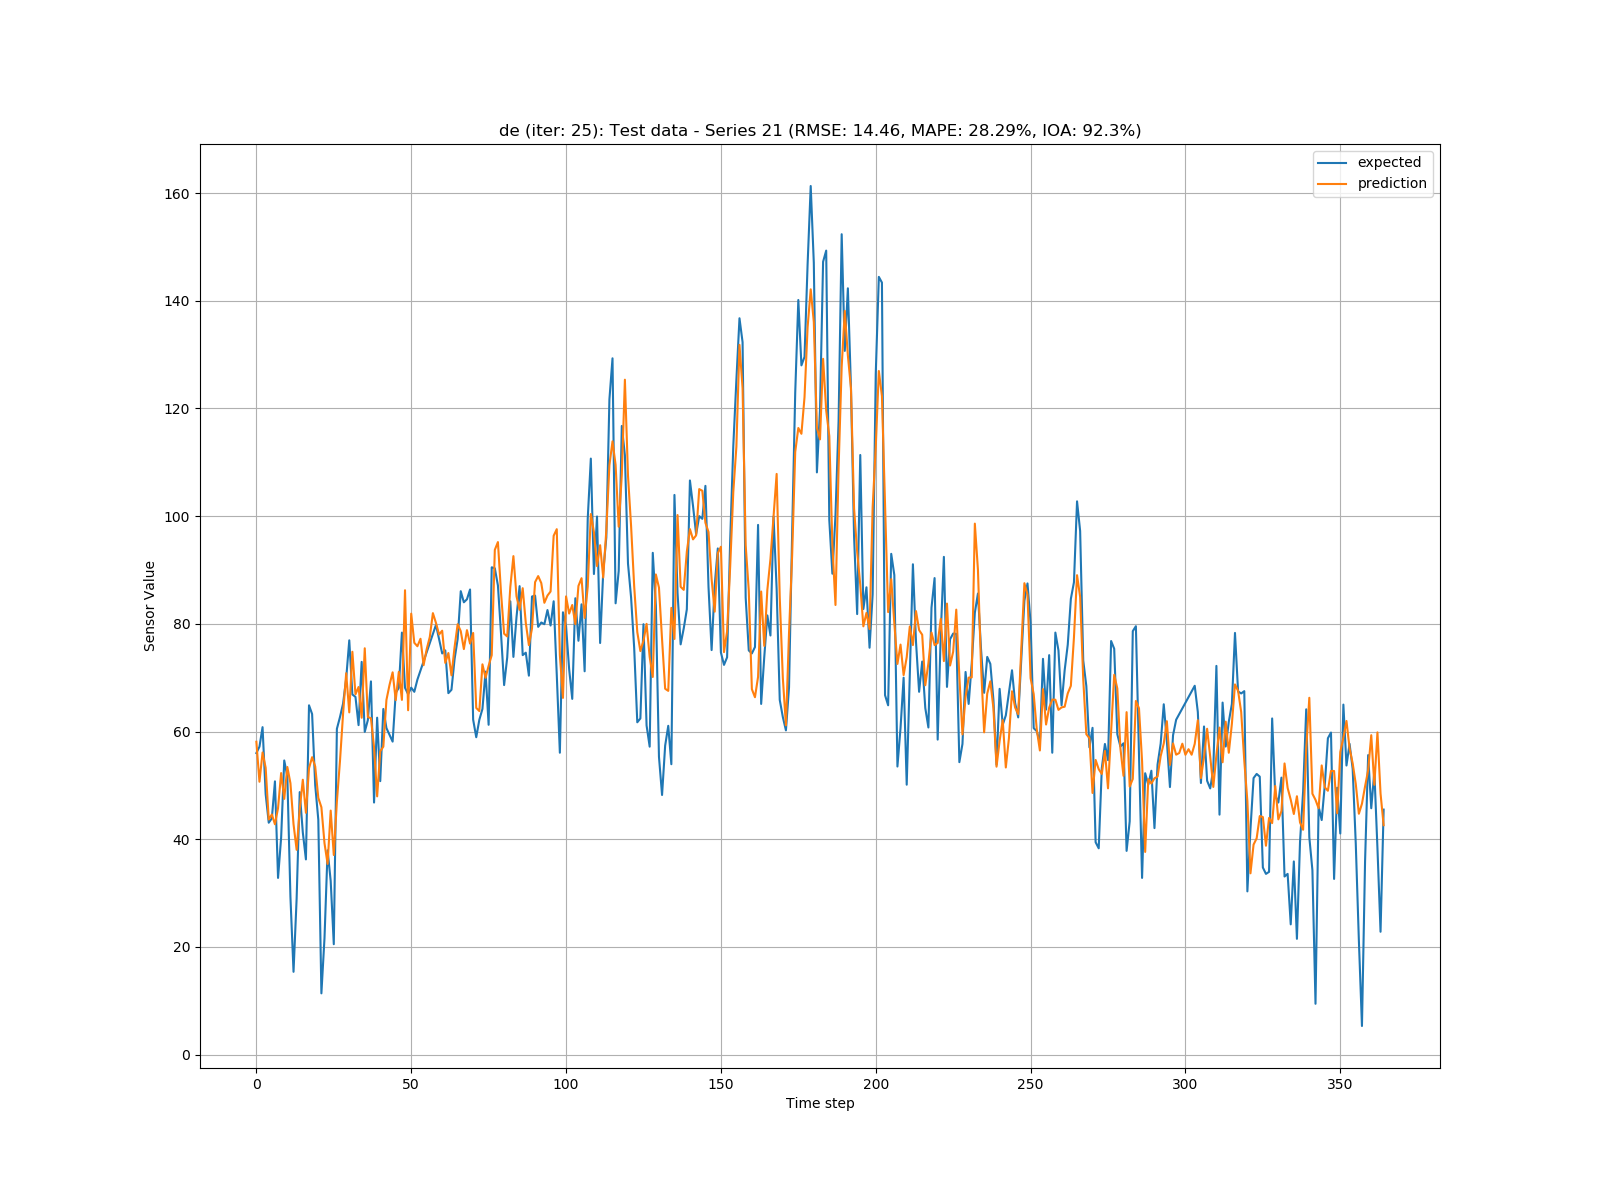 de (iter: 25): Test data - Series 21 (RMSE: 14.46, MAPE: 28.29%, IOA: 92.3%)
expected
prediction
160
140
120
100
80
60
40
20
0
Sensor Value
0 50 100 150 200 250 300 350
Time step